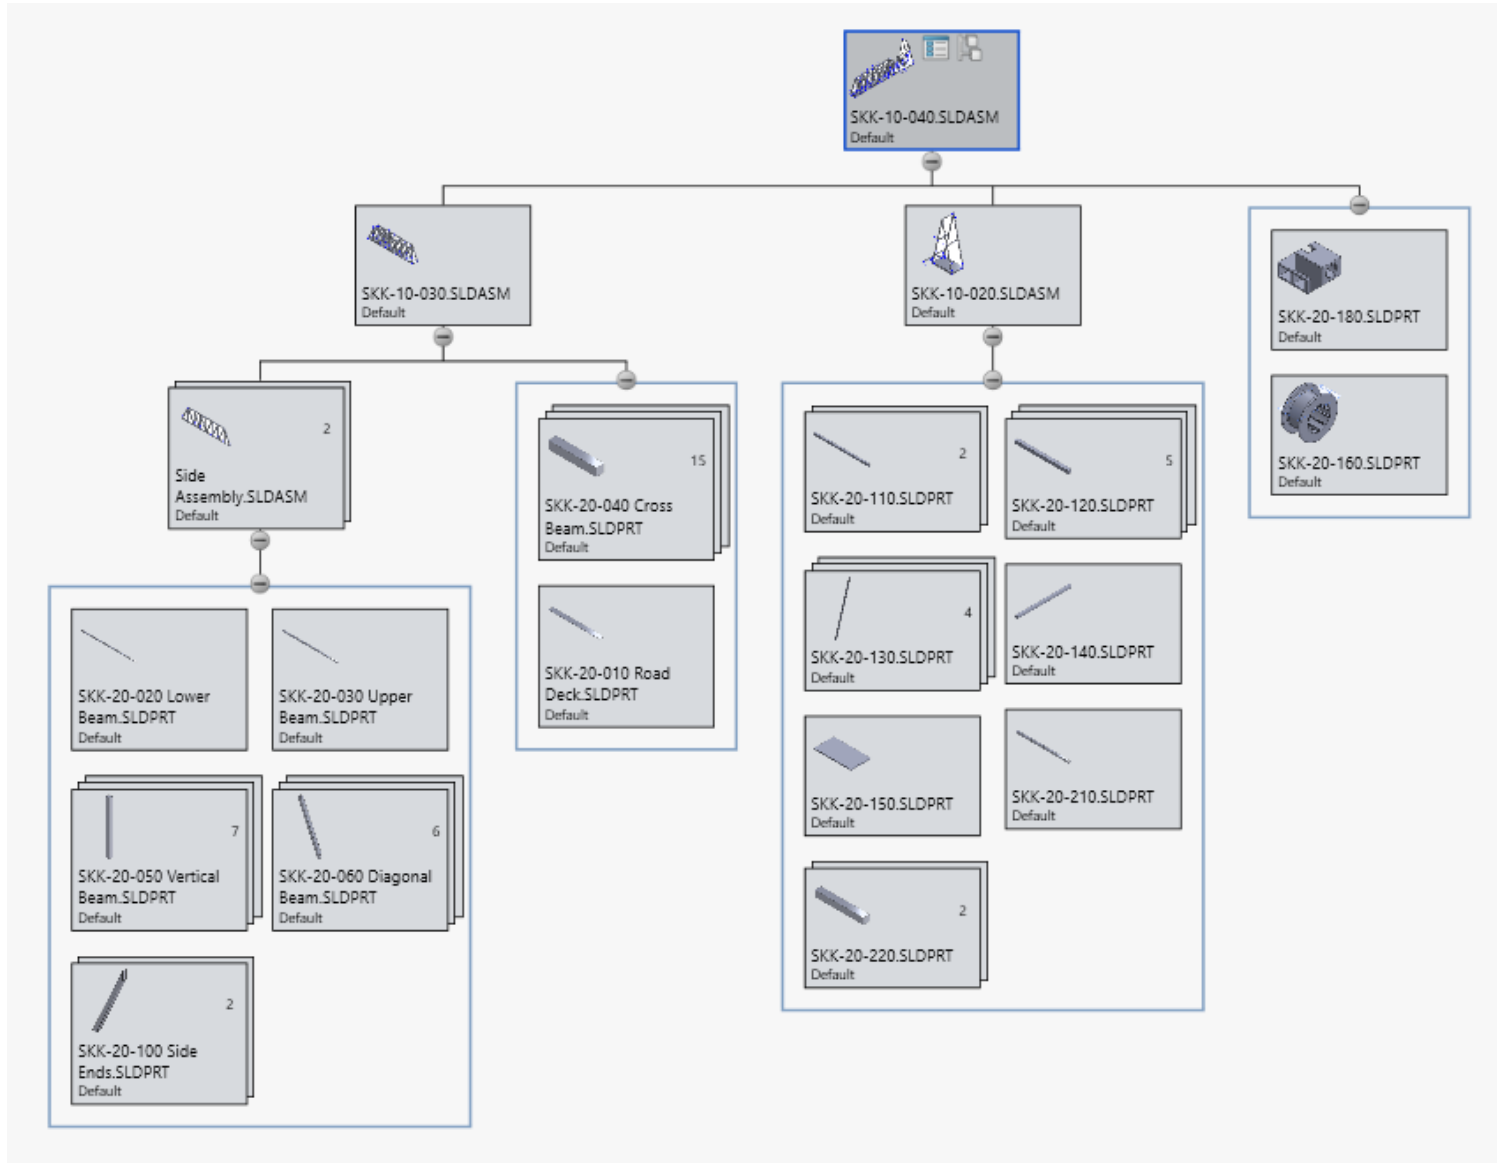 SKK-10-040.SLDASM
Default
SKK-10-030.SLDASM
Default
SKK-10-020.SLDASM
Default
SKK-20-180.SLDPRT
Default
SKK-20-160.SLDPRT
Default
2
Side
Assembly.SLDASM
Default
15
SKK-20-040 Cross
Beam.SLDPRT
Default
SKK-20-010 Road
Deck.SLDPRT
Default
2
SKK-20-110.SLDPRT
Default
5
SKK-20-120.SLDPRT
Default
4
SKK-20-130.SLDPRT
Default
SKK-20-140.SLDPRT
Default
SKK-20-150.SLDPRT
Default
SKK-20-210.SLDPRT
Default
2
SKK-20-220.SLDPRT
Default
SKK-20-020 Lower
Beam.SLDPRT
Default
SKK-20-030 Upper
Beam.SLDPRT
Default
7
SKK-20-050 Vertical
Beam.SLDPRT
Default
6
SKK-20-060 Diagonal
Beam.SLDPRT
Default
2
SKK-20-100 Side
Ends.SLDPRT
Default